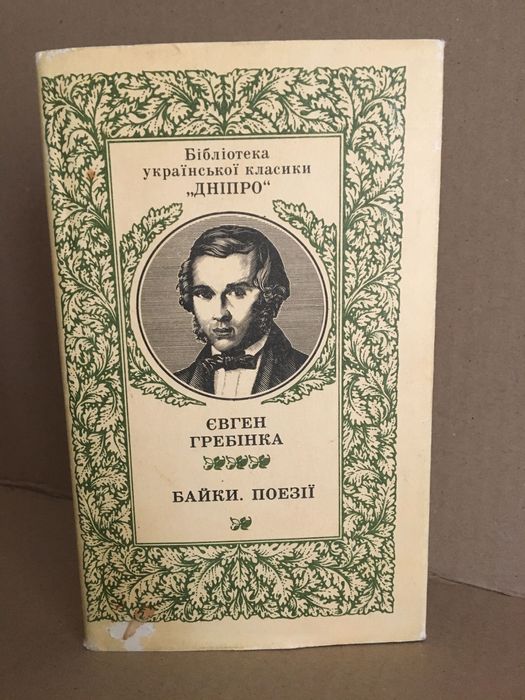 Бібліотека
української класики
„ДНІПРО“
ЄВГЕН
ГРЕБІНКА
БАЙКИ. ПОЕЗІЇ